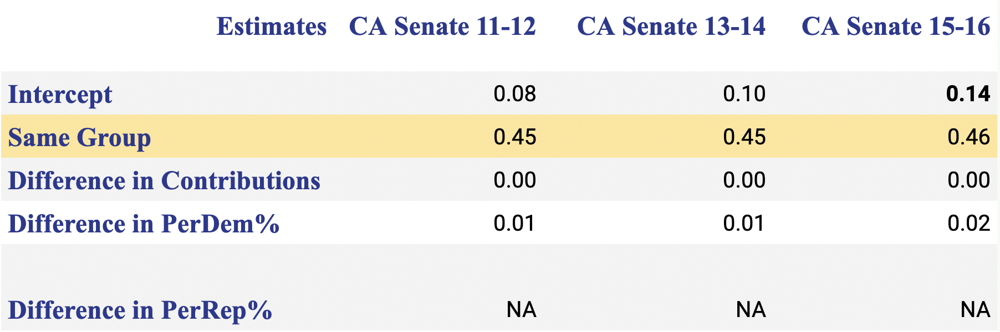 Estimates CA Senate 11-12 CA Senate 13-14 CA Senate 15-16
Intercept 0.08 0.10 0.14
Same Group 0.45 0.45 0.46
Difference in Contributions 0.00 0.00 0.00
Difference in PerDem% 0.01 0.01 0.02
Difference in PerRep% NA NA NA